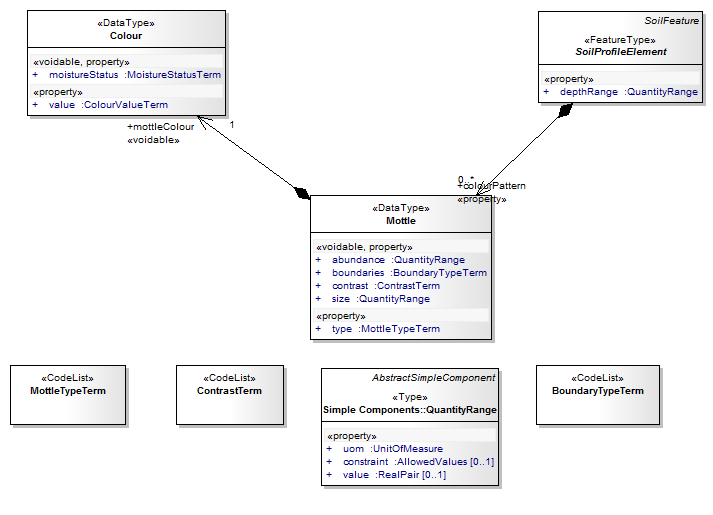 «DataType»
Colour
«voidable, property»
+ moistureStatus :MoistureStatusTerm
«property»
+ value :ColourValueTerm
SoilFeature
«FeatureType»
SoilProfileElement
«property»
+ depthRange :QuantityRange
+mottleColour
1
«voidable»
0..*
+colourPattern
«property»
«DataType»
Mottle
«voidable, property»
+ abundance :QuantityRange
+ boundaries :BoundaryTypeTerm
+ contrast :ContrastTerm
+ size :QuantityRange
«property»
+ type :MottleTypeTerm
«CodeList»
MottleTypeTerm
«CodeList»
ContrastTerm
AbstractSimpleComponent
«Type»
Simple Components::QuantityRange
«property»
+ uom :UnitOfMeasure
+ constraint :AllowedValues [0..1]
+ value :RealPair [0..1]
«CodeList»
BoundaryTypeTerm